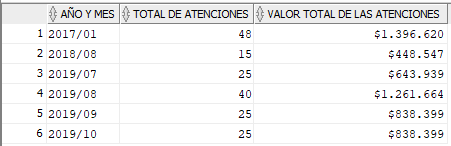 AÑO Y MES TOTAL DE ATENCIONES VALOR TOTAL DE LAS ATENCIONES
1 2017/01 48 $1.396.620
2 2018/08 15 $448.547
3 2019/07 25 $643.939
4 2019/08 40 $1.261.664
5 2019/09 25 $838.399
6 2019/10 25 $838.399